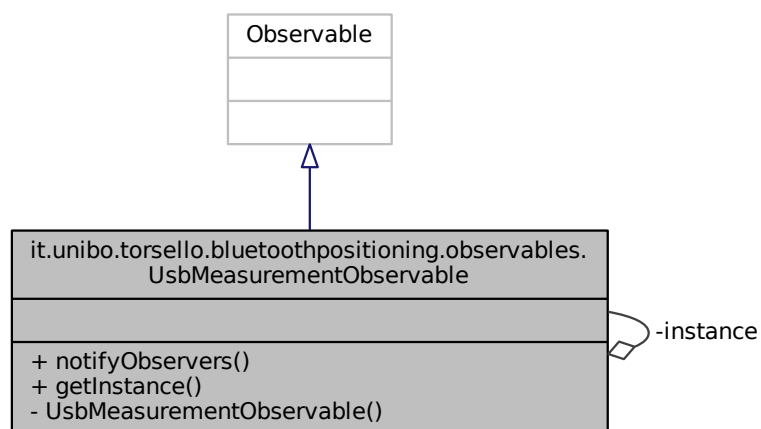 Observable
it.unibo.torsello.bluetoothpositioning.observables.
UsbMeasurementObservable
-instance
+ notifyObservers()
+ getInstance()
- UsbMeasurementObservable()